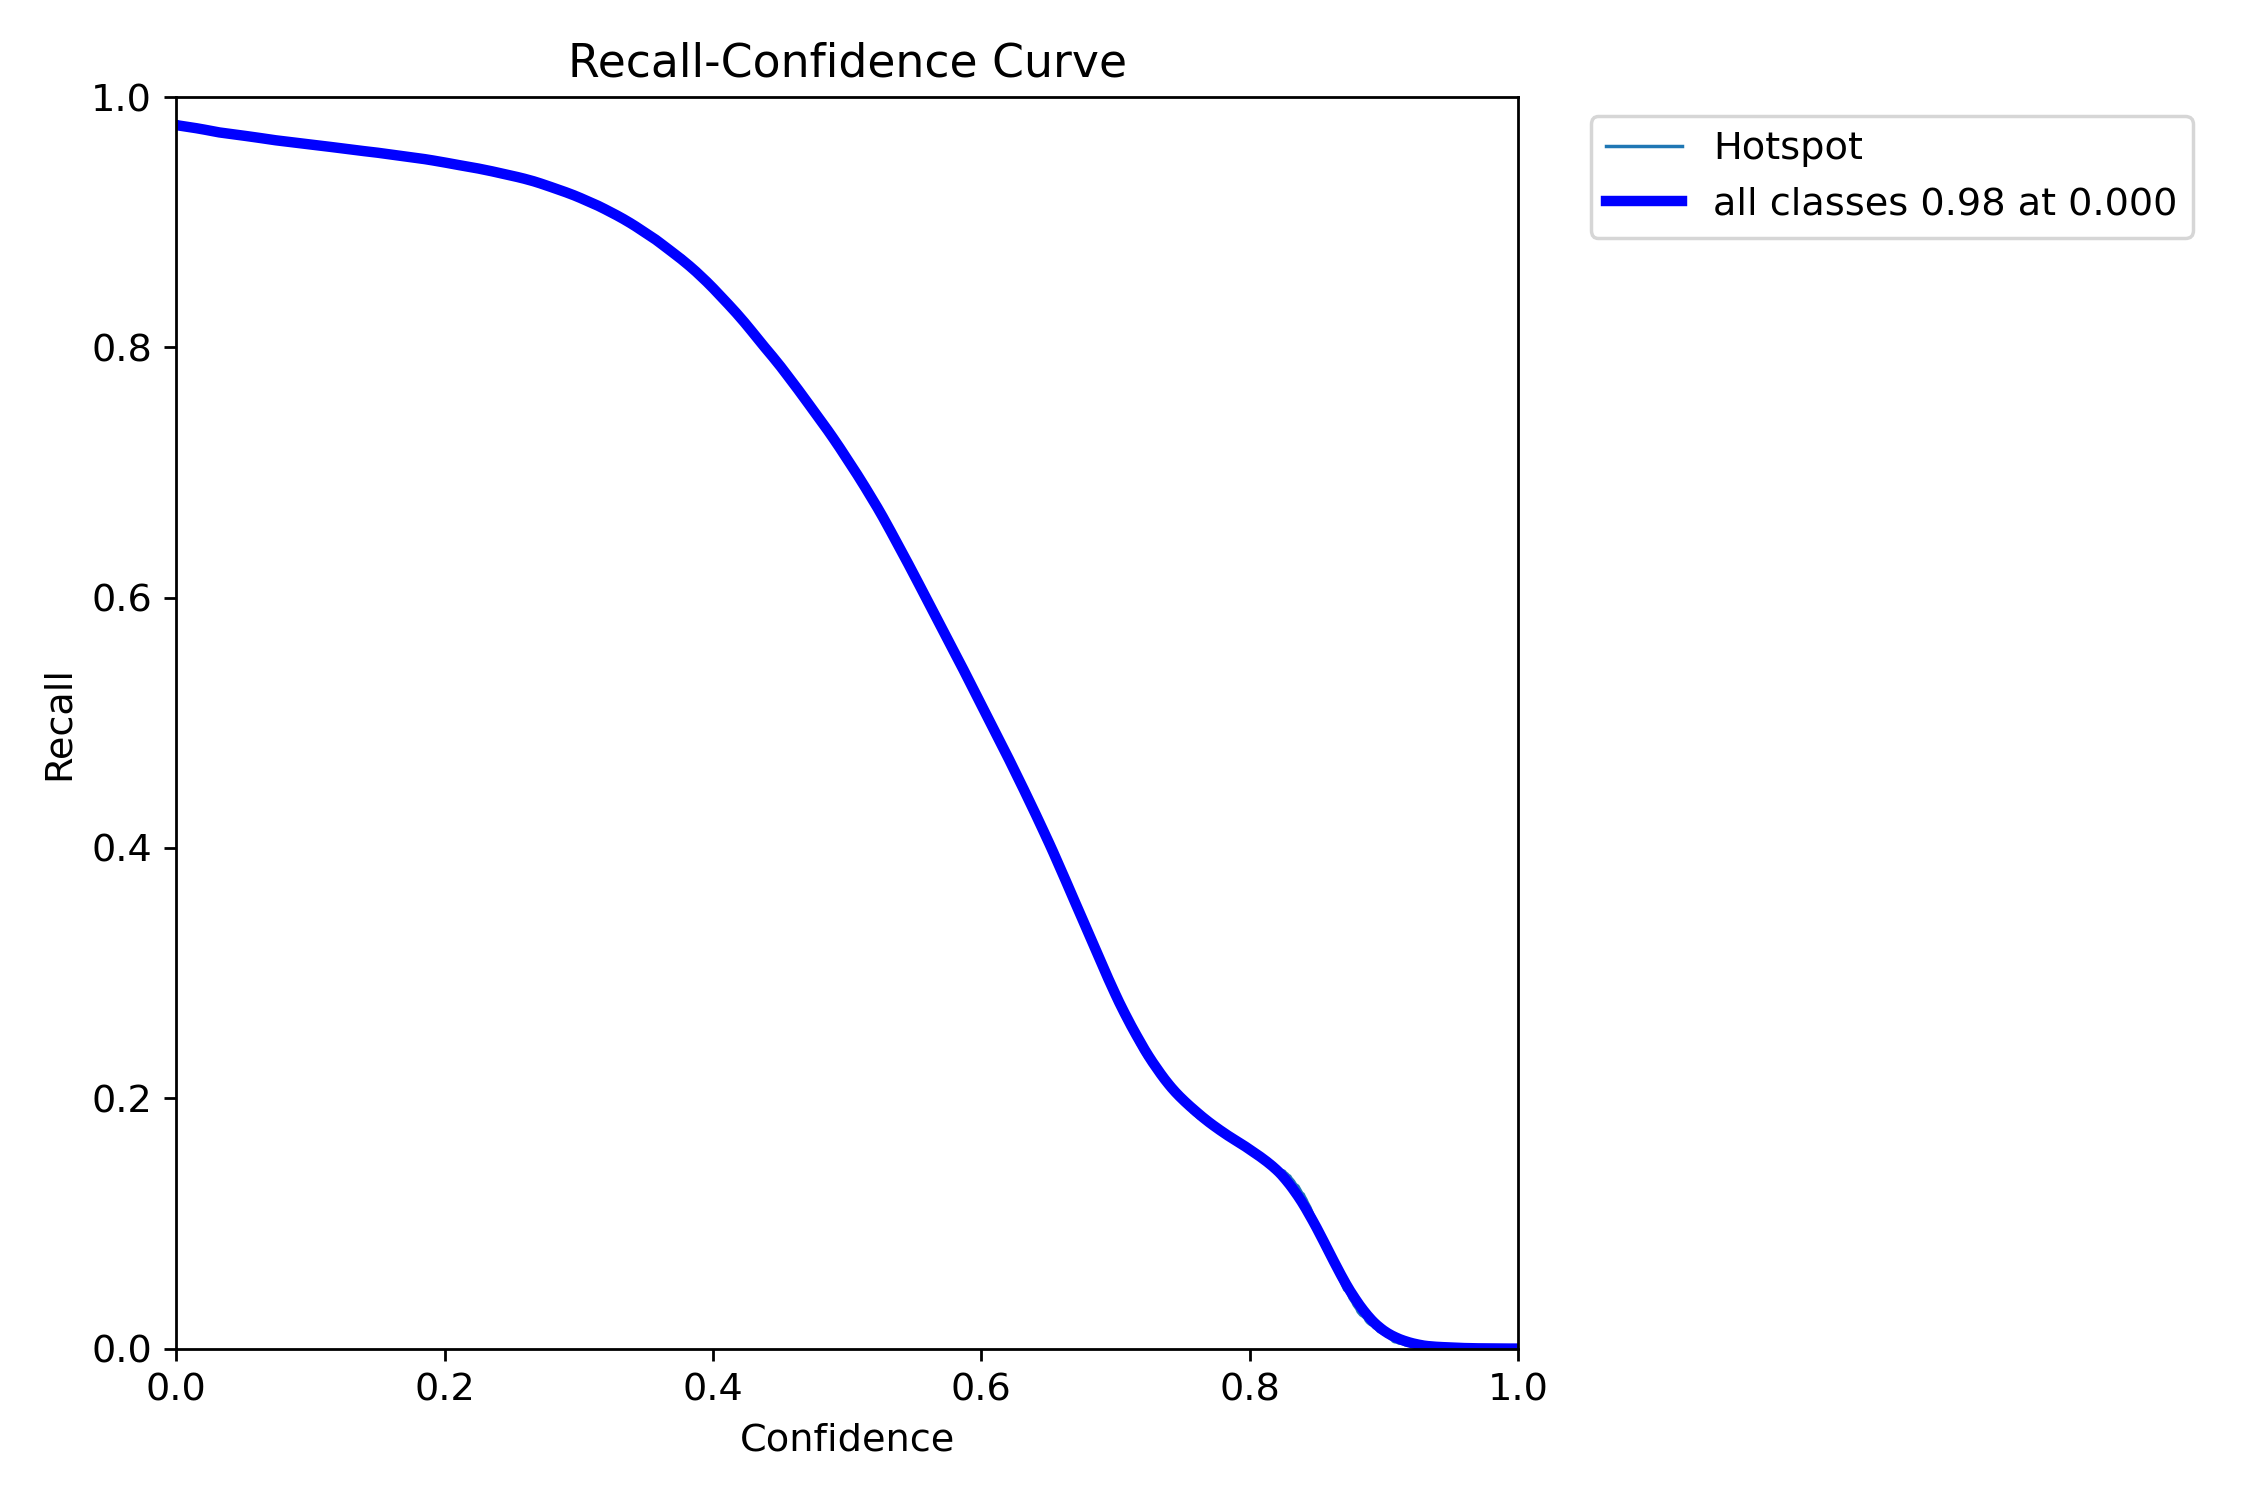 Recall-Confidence Curve
Hotspot
all classes 0.98 at 0.000
1.0
0.8
0.6
0.4
0.2
0.0
Recall
0.0 0.2 0.4 0.6 0.8 1.0
Confidence